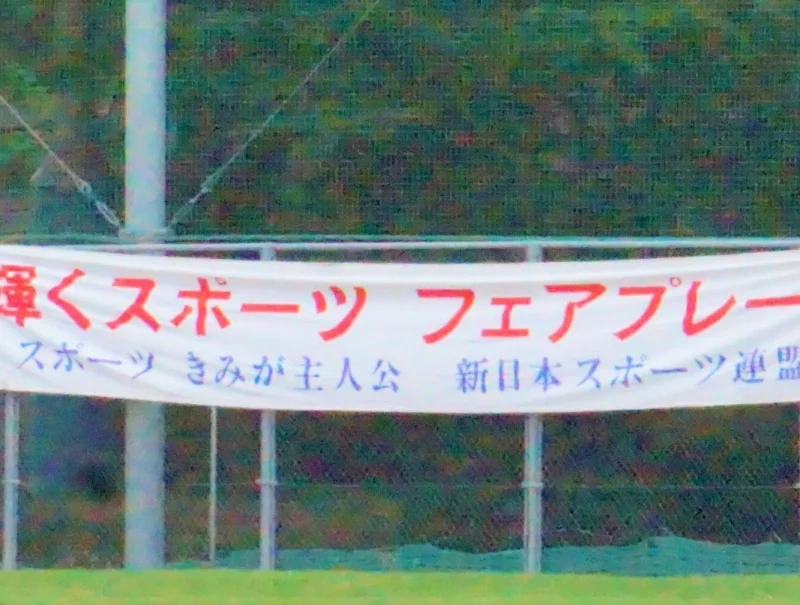 輝くスポーツ フェアプレー
スポーツ きみが主人公 新日本スポーツ連盟